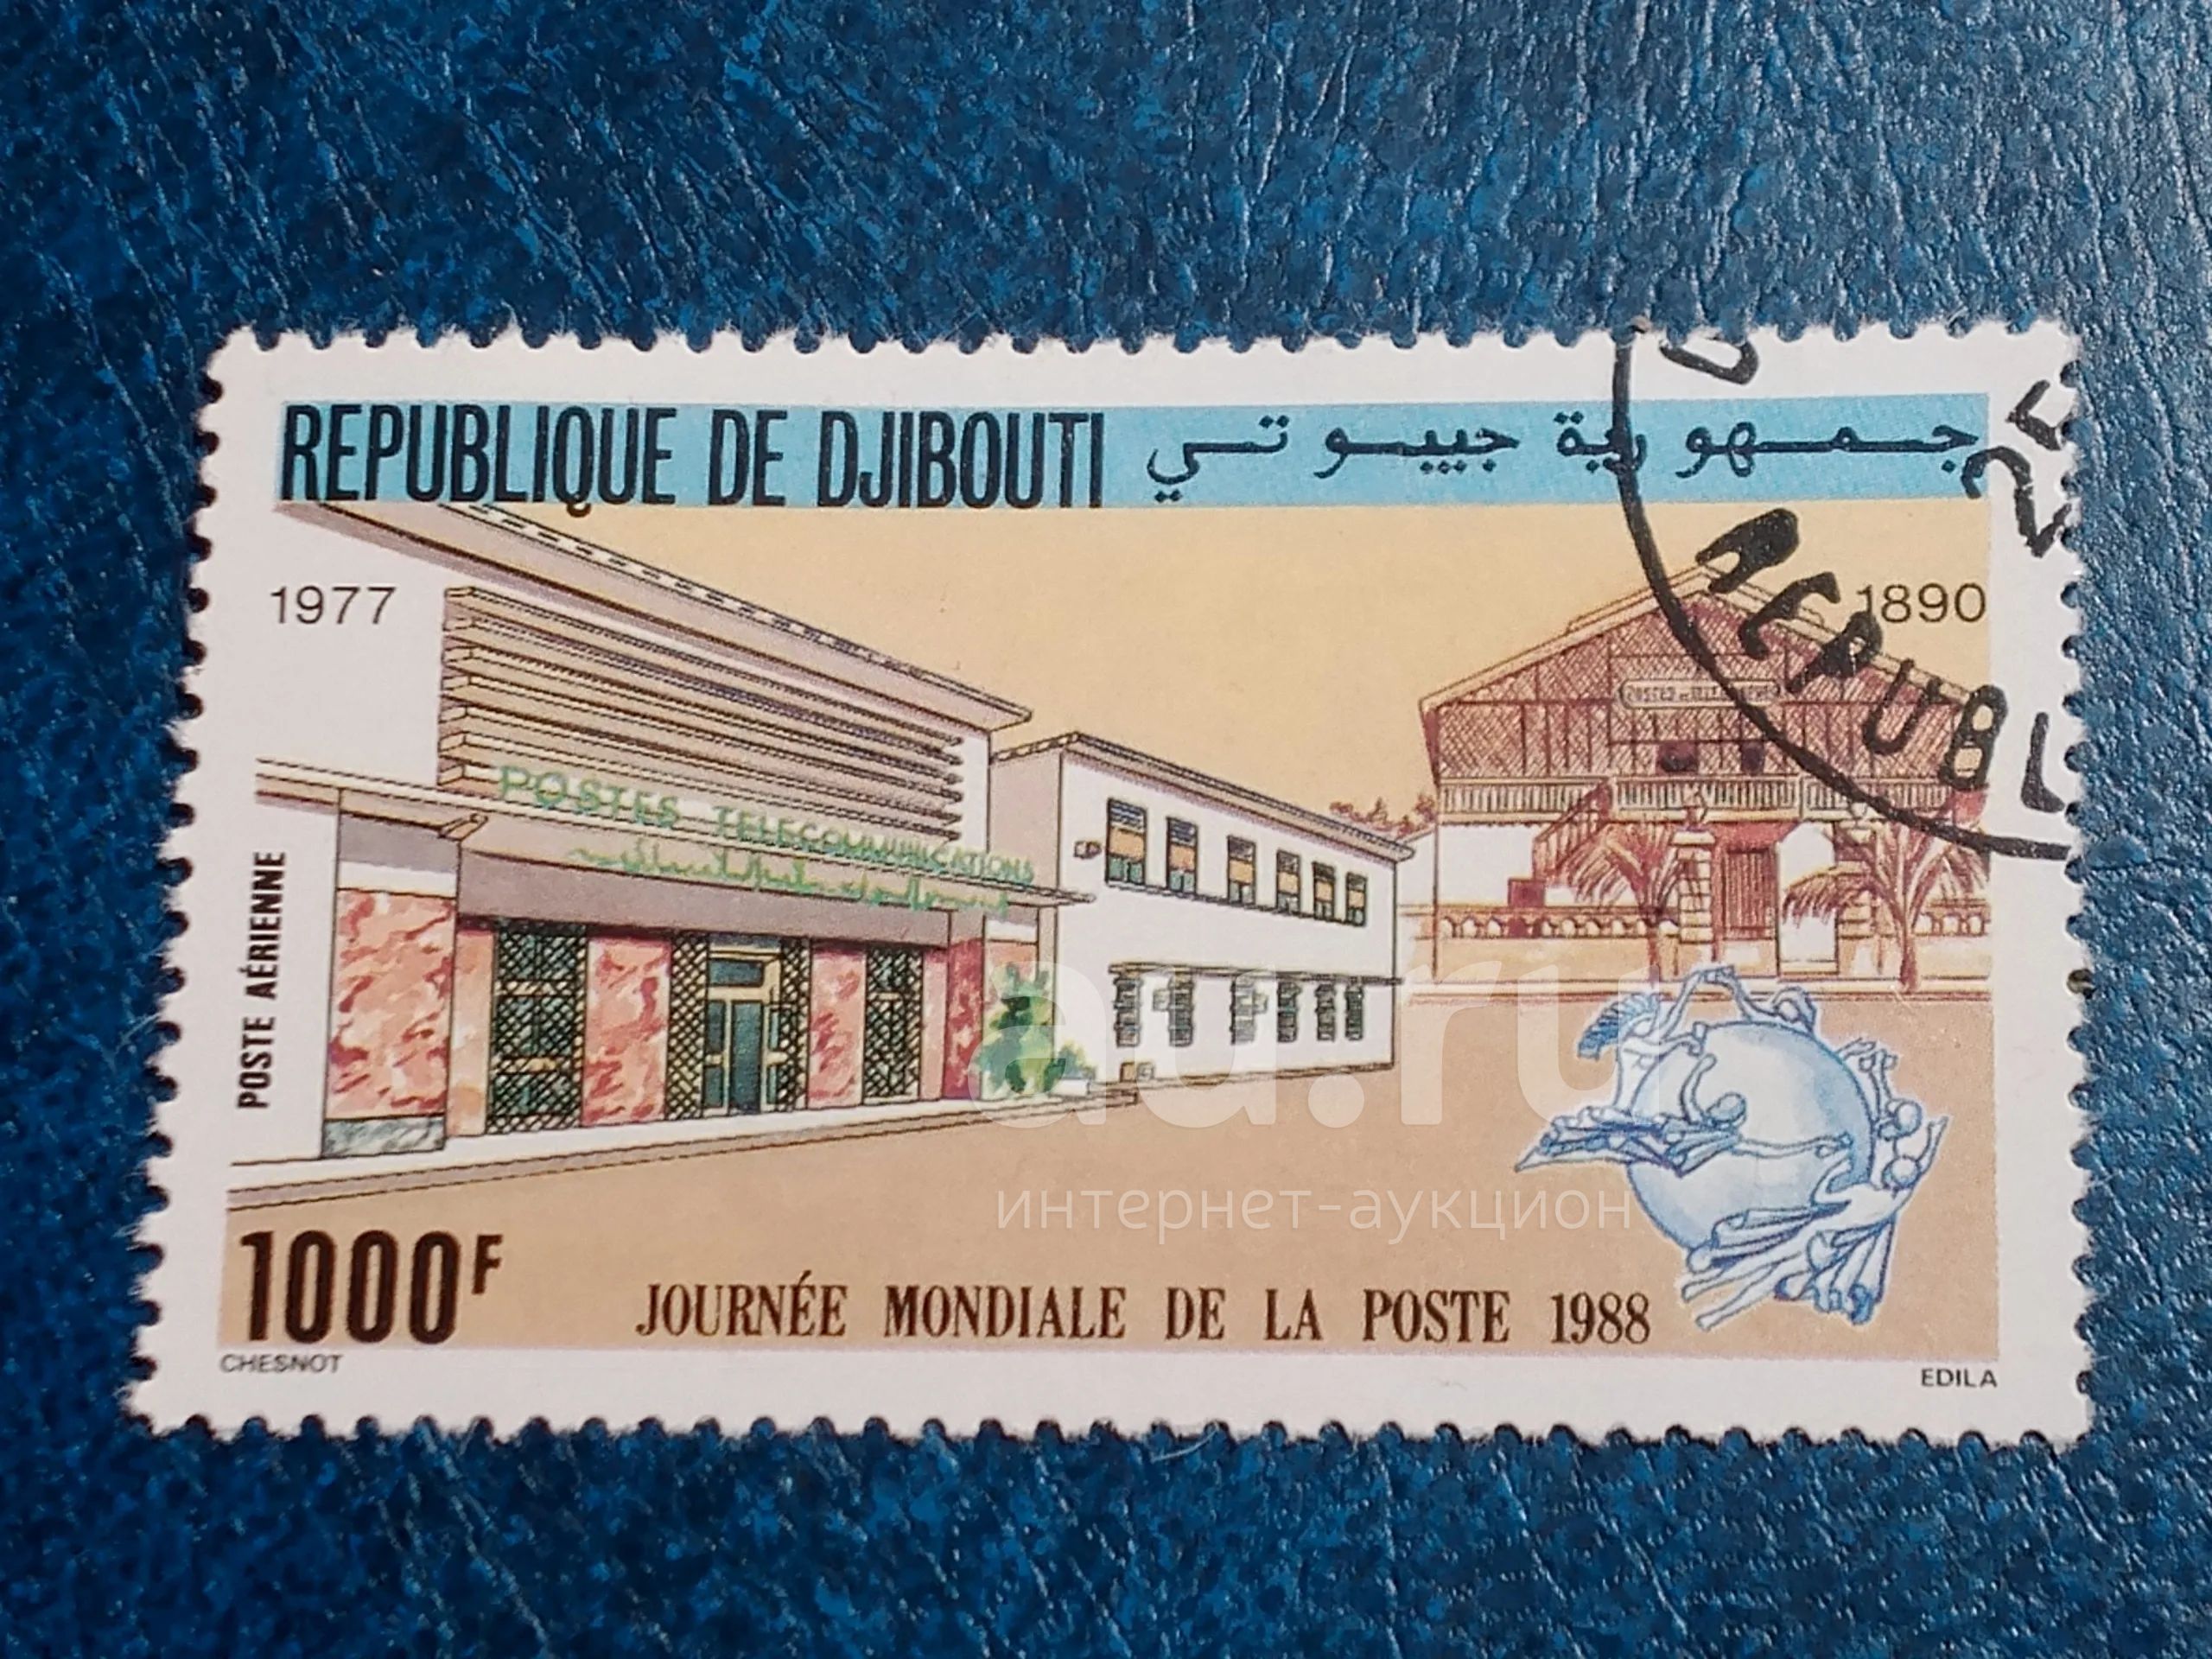 REPUBLIQUE DE DJIBOUTI جمهورية جيبوتي
1977
1890
POSTES TELECOMMUNICATIONS
POSTE AÉRIENNE
REPUBL
au.ru
интернет-аукцион
1000F
JOURNÉE MONDIALE DE LA POSTE 1988
CHESNOT
EDILA